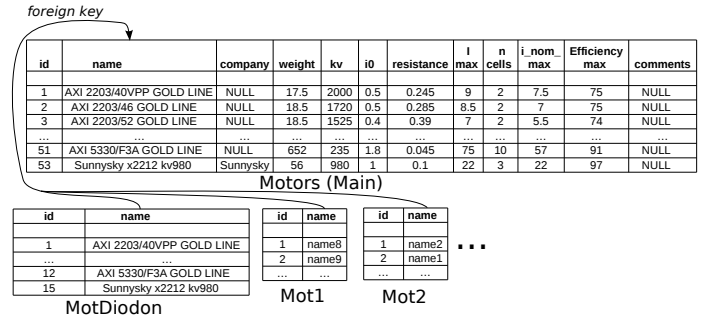 foreign key
id name company weight kv i0 resistance I max n cells i_nom_ max Efficiency max comments
1 AXI 2203/40VPP GOLD LINE NULL 17.5 2000 0.5 0.245 9 2 7.5 75 NULL
2 AXI 2203/46 GOLD LINE NULL 18.5 1720 0.5 0.285 8.5 2 7 75 NULL
3 AXI 2203/52 GOLD LINE NULL 18.5 1525 0.4 0.39 7 2 5.5 74 NULL
... ... ... ... ... ... ... ... ... ... ... ...
51 AXI 5330/F3A GOLD LINE NULL 652 235 1.8 0.045 75 10 57 91 NULL
53 Sunnysky x2212 kv980 Sunnysky 56 980 1 0.1 22 3 22 97 NULL
Motors (Main)
id name
1 AXI 2203/40VPP GOLD LINE
... ...
12 AXI 5330/F3A GOLD LINE
15 Sunnysky x2212 kv980
MotDiodon
id name
1 name8
2 name9
... ...
Mot1
id name
1 name2
2 name1
... ...
Mot2
...